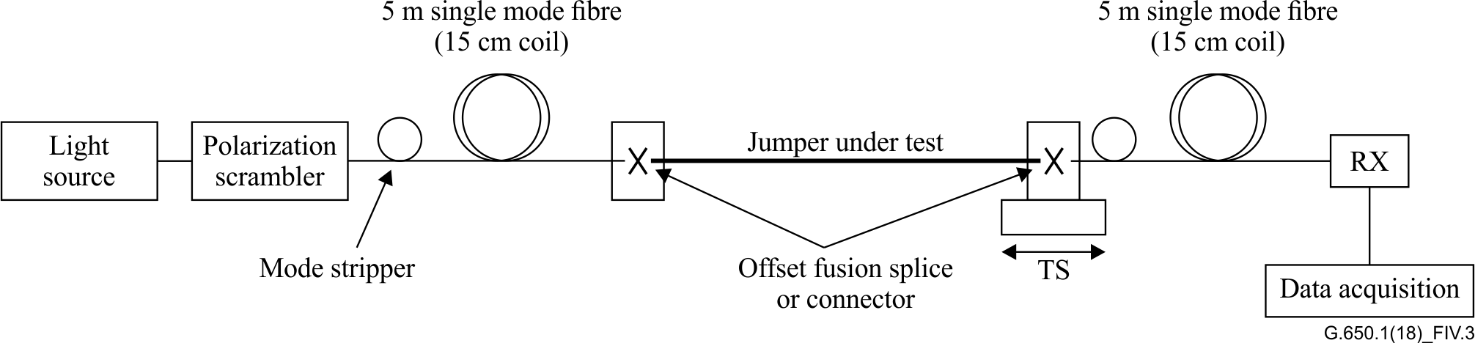 5 m single mode fibre
(15 cm coil)
5 m single mode fibre
(15 cm coil)
Light
source
Polarization
scrambler
Jumper under test
RX
Mode stripper
Offset fusion splice
or connector
TS
Data acquisition
G.650.1(18)_FIV.3